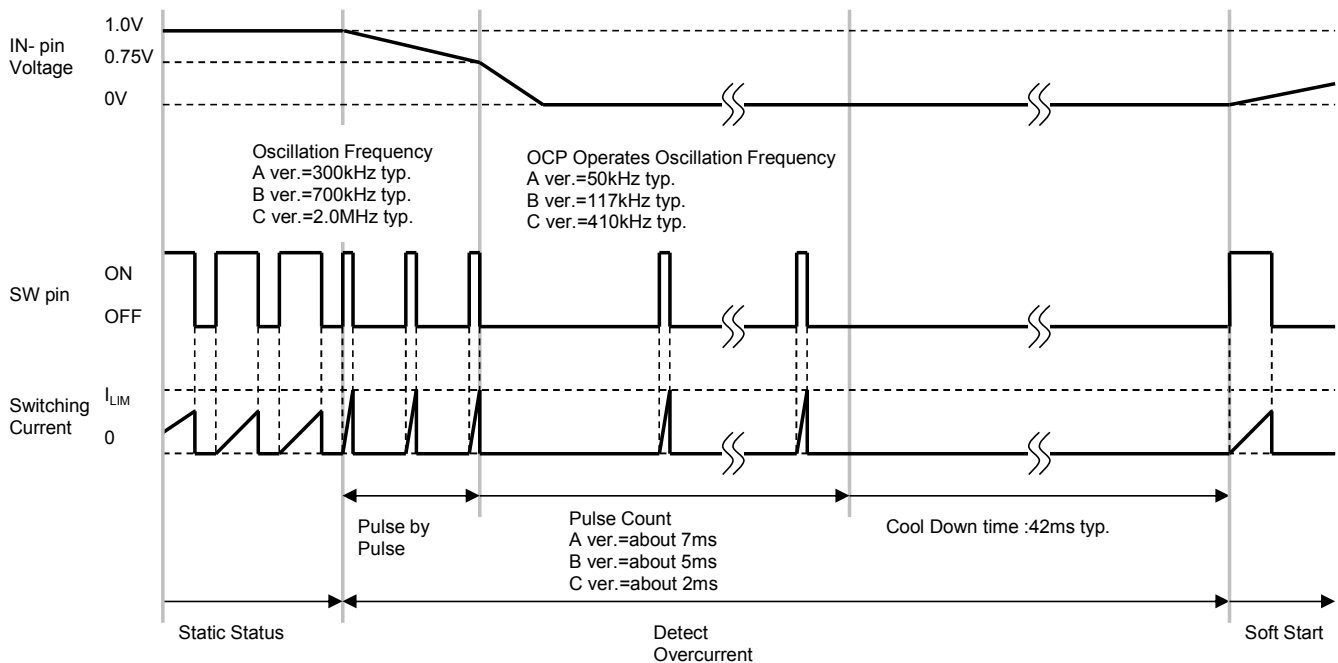 1.0V
IN- pin
Voltage
0.75V
0V
Oscillation Frequency
A ver.=300kHz typ.
B ver.=700kHz typ.
C ver.=2.0MHz typ.
OCP Operates Oscillation Frequency
A ver.=50kHz typ.
B ver.=117kHz typ.
C ver.=410kHz typ.
SW pin
ON
OFF
Switching
Current
ILIM
0
Pulse by
Pulse
Pulse Count
A ver.=about 7ms
B ver.=about 5ms
C ver.=about 2ms
Cool Down time :42ms typ.
Static Status
Detect
Overcurrent
Soft Start